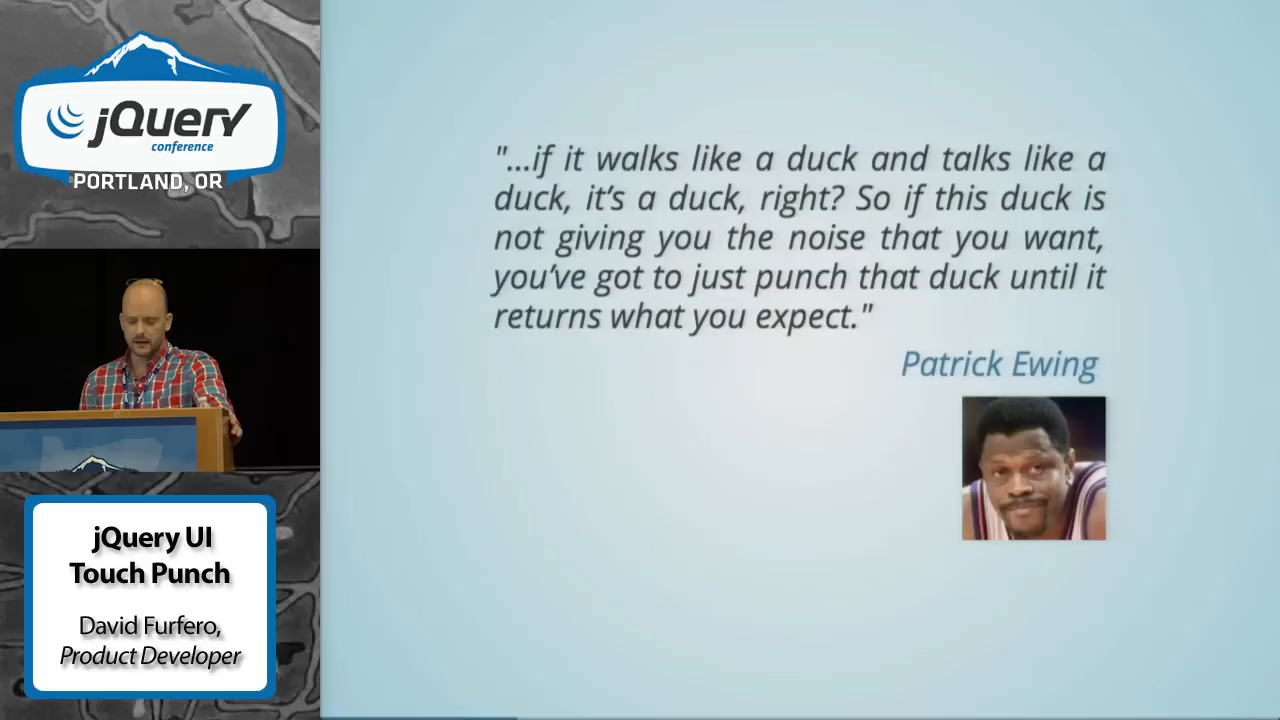 jQuery
conference
PORTLAND, OR
"...if it walks like a duck and talks like a
duck, it's a duck, right? So if this duck is
not giving you the noise that you want,
you've got to just punch that duck until it
returns what you expect."
Patrick Ewing
jQuery UI
Touch Punch
David Furfero,
Product Developer